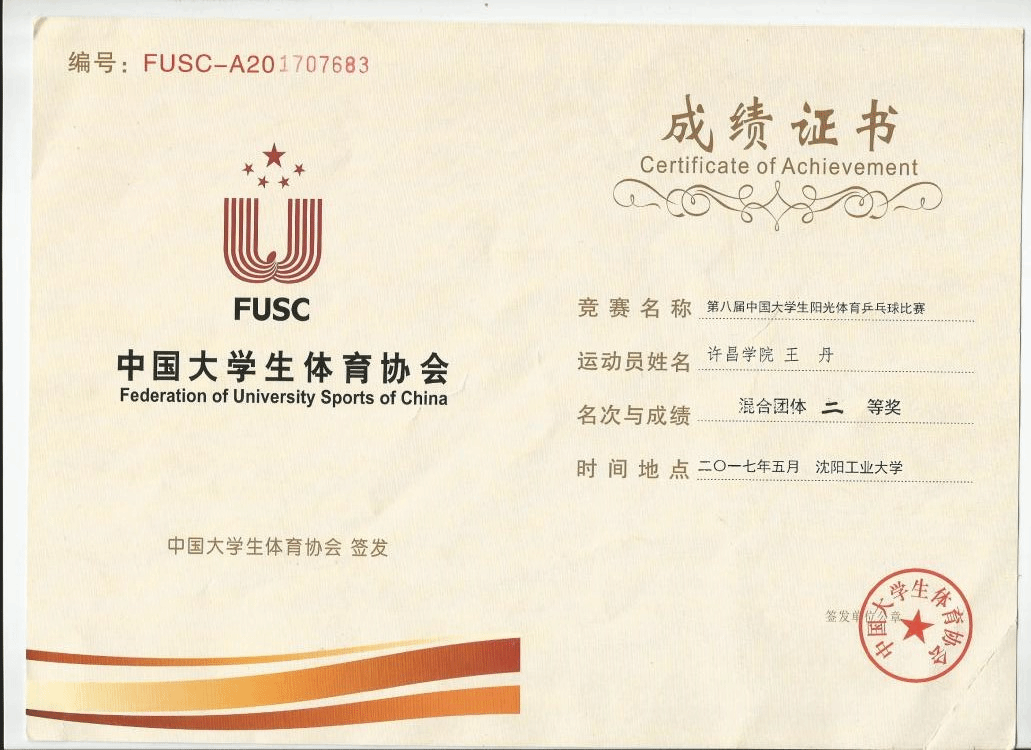 编号：FUSC-A201707683
FUSC
中国大学生体育协会
Federation of University Sports of China
中国大学生体育协会 签发
成绩证书
Certificate of Achievement
竞赛名称 第八届中国大学生阳光体育乒乓球比赛
运动员姓名 许昌学院 王 丹
名次与成绩 混合团体 二 等奖
时间地点 二〇一七年五月 沈阳工业大学
签发单位公章
中国大学生体育协会